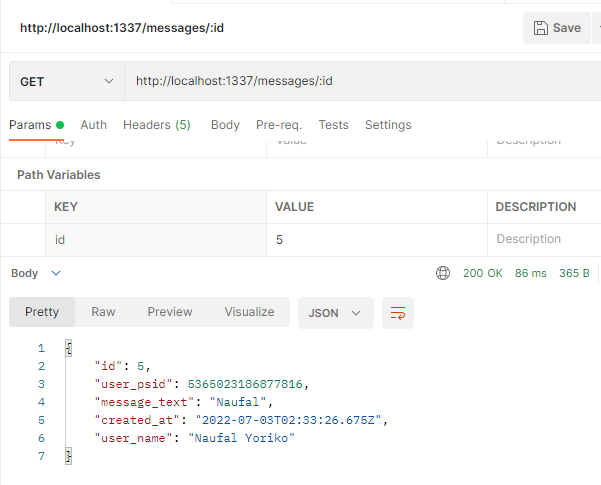 http://localhost:1337/messages/:id
Save
GET http://localhost:1337/messages/:id
Params Auth Headers (5) Body Pre-req. Tests Settings
Key Value Description
Path Variables
KEY VALUE DESCRIPTION
id 5 Description
Body 200 OK 86 ms 365 B
Pretty Raw Preview Visualize JSON
1 {
2 "id": 5,
3 "user_psid": 5365023186877816,
4 "message_text": "Naufal",
5 "created_at": "2022-07-03T02:33:26.675Z",
6 "user_name": "Naufal Yoriko"
7 }